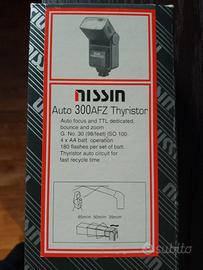 NISSIN
Auto 300AFZ Thyristor
Auto focus and TTL dedicated,
bounce and zoom
G. No. 30 (98/feet) ISO 100
4 x AA batt. operation
180 flashes per set of batt.
Thyristor auto circuit for
fast recycle time
85mm 50mm 35mm
subito